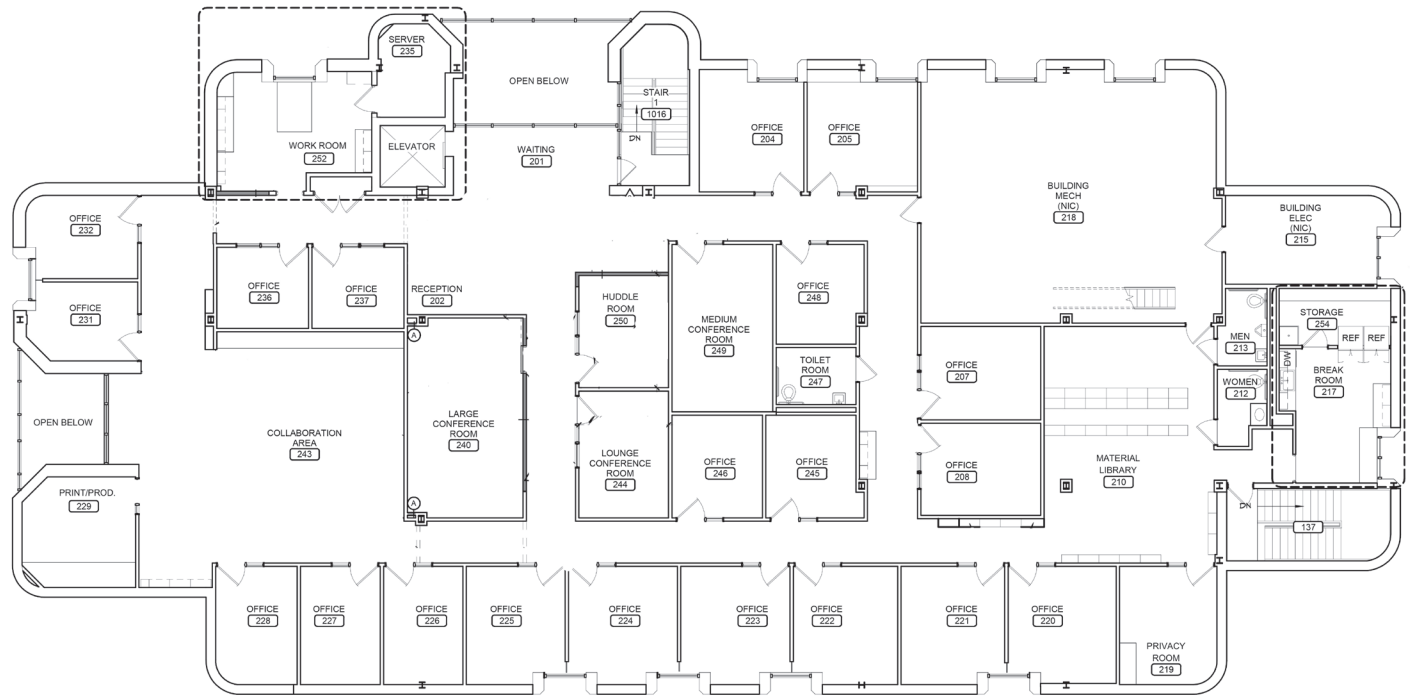 SERVER
235
OPEN BELOW
STAIR
1
1016
DN
WORK ROOM
252
ELEVATOR
WAITING
201
OFFICE
204
OFFICE
205
BUILDING
MECH
(NIC)
218
BUILDING
ELEC
(NIC)
215
OFFICE
232
OFFICE
231
OFFICE
236
OFFICE
237
RECEPTION
202
HUDDLE
ROOM
250
MEDIUM
CONFERENCE
ROOM
249
OFFICE
248
TOILET
ROOM
247
OFFICE
207
MEN
213
WOMEN
212
STORAGE
254
REF
REF
DW
BREAK
ROOM
217
A
OPEN BELOW
COLLABORATION
AREA
243
LARGE
CONFERENCE
ROOM
240
A
LOUNGE
CONFERENCE
ROOM
244
OFFICE
246
OFFICE
245
OFFICE
208
MATERIAL
LIBRARY
210
PRINT/PROD.
229
DN
137
OFFICE
228
OFFICE
227
OFFICE
226
OFFICE
225
OFFICE
224
OFFICE
223
OFFICE
222
OFFICE
221
OFFICE
220
PRIVACY
ROOM
219